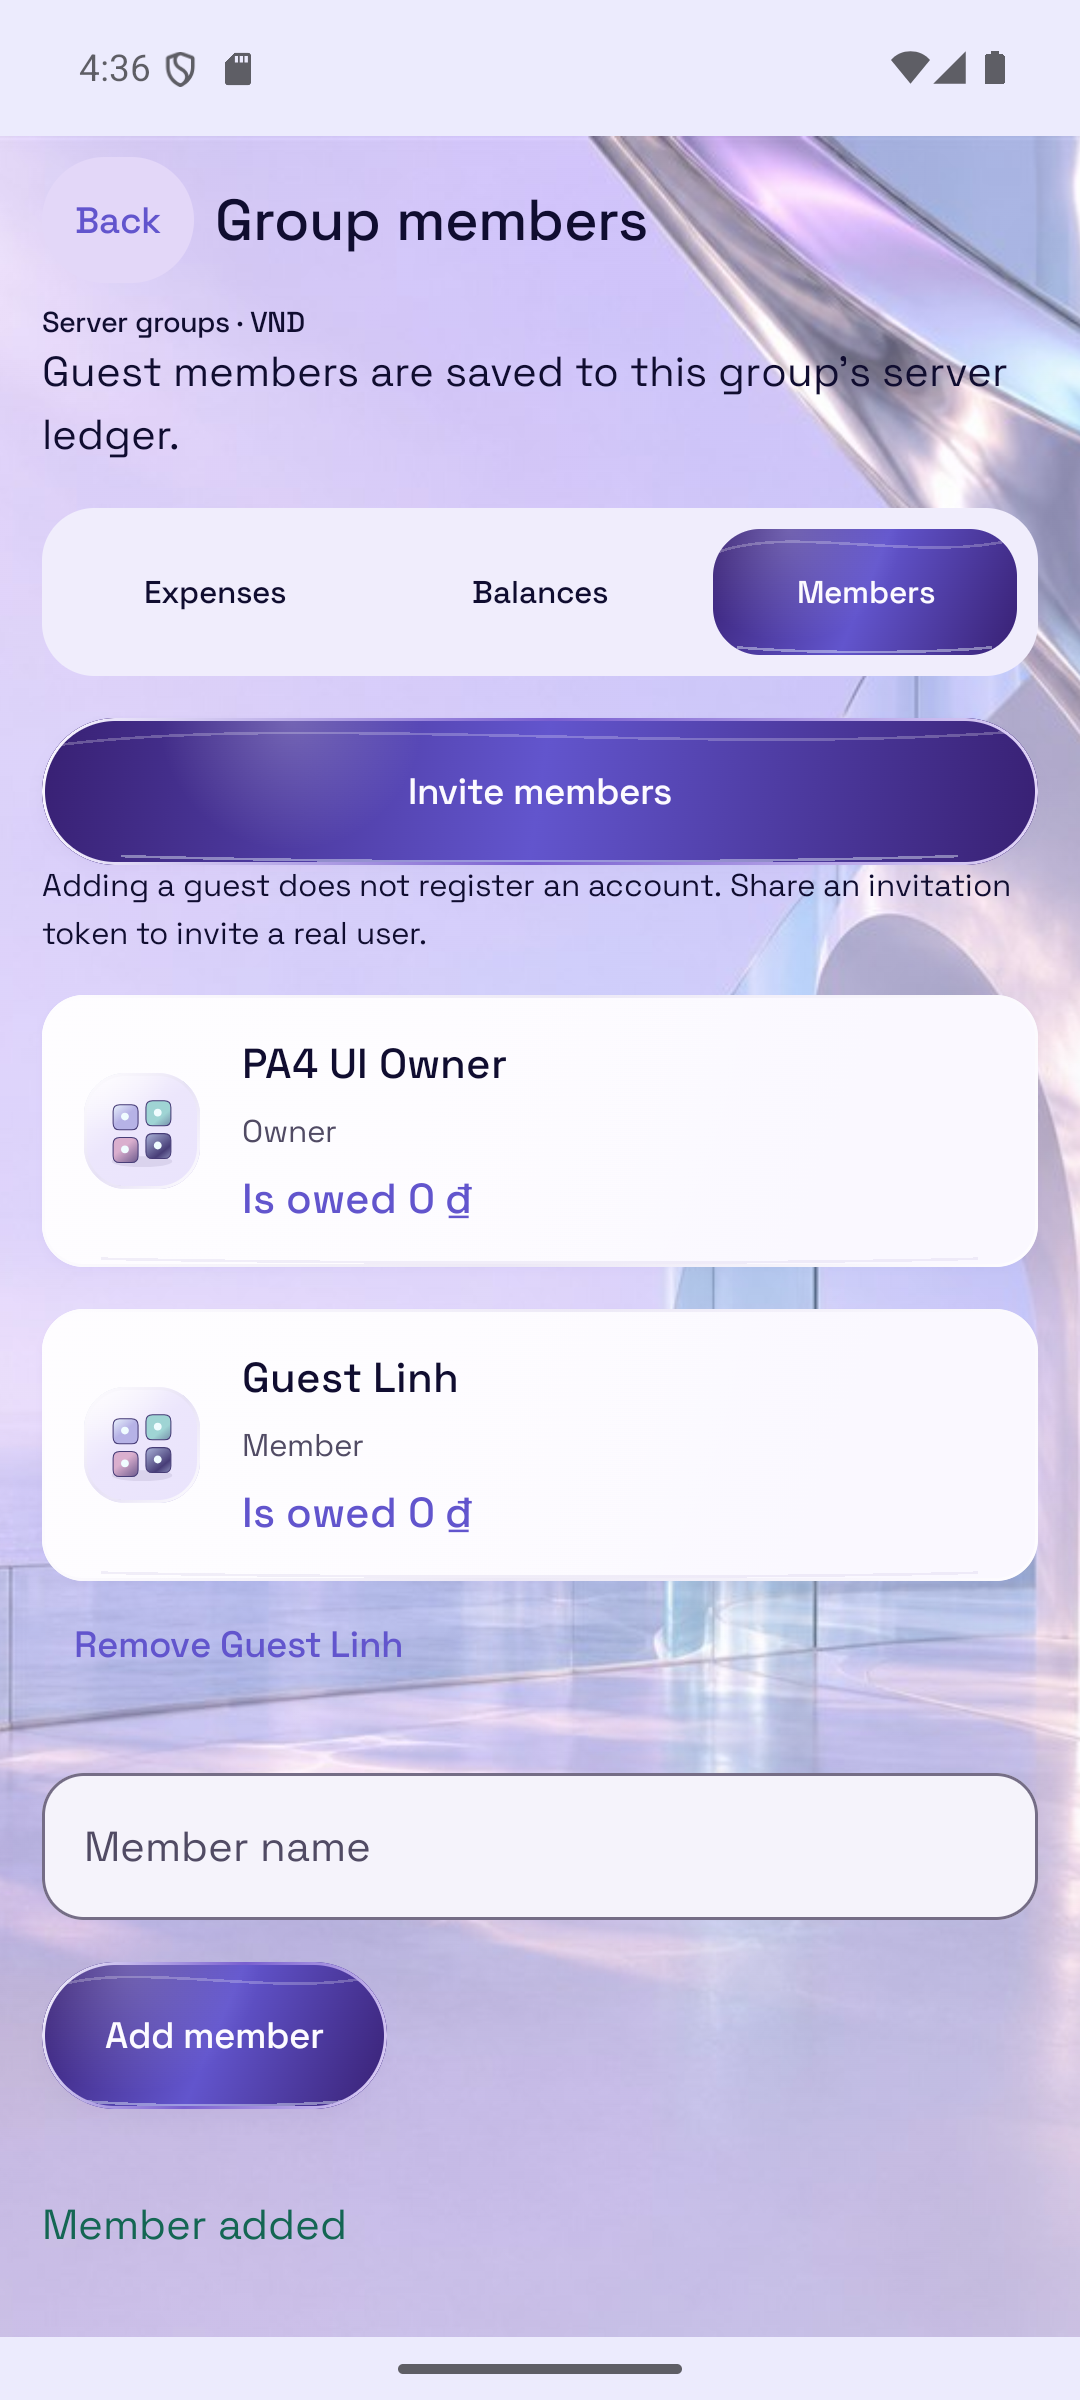 4:36
Back
Group members
Server groups · VND
Guest members are saved to this group’s server
ledger.
Expenses
Balances
Members
Invite members
Adding a guest does not register an account. Share an invitation
token to invite a real user.
PA4 UI Owner
Owner
Is owed 0 ₫
Guest Linh
Member
Is owed 0 ₫
Remove Guest Linh
Member name
Add member
Member added